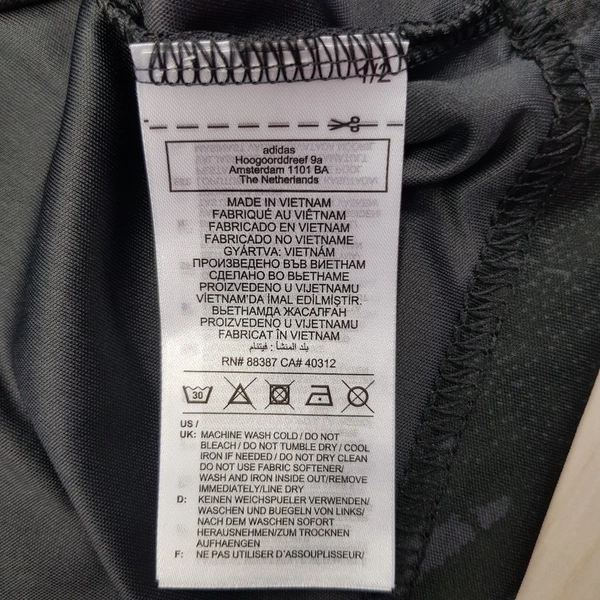 1/2
adidas
Hoogoorddreef 9a
Amsterdam 1101 BA
The Netherlands
MADE IN VIETNAM
FABRIQUÉ AU VIÊTNAM
FABRICADO EN VIETNAM
FABRICADO NO VIETNAME
GYÁRTVA: VIETNÁM
ПРОИЗВЕДЕНО ВЪВ ВИЕТНАМ
СДЕЛАНО ВО ВЬЕТНАМЕ
PROIZVEDENO U VIJETNAMU
VİETNAM'DA İMAL EDİLMİŞTİR.
ВЬЕТНАМДА ЖАСАЛҒАН
PROIZVEDENO U VIJETNAMU
FABRICAT ÎN VIETNAM
بلد المنشأ : فيتنام
RN# 88387 CA# 40312
30
US /
UK: MACHINE WASH COLD / DO NOT
BLEACH / DO NOT TUMBLE DRY / COOL
IRON IF NEEDED / DO NOT DRY CLEAN
DO NOT USE FABRIC SOFTENER/
WASH AND IRON INSIDE OUT/REMOVE
IMMEDIATELY/LINE DRY
D: KEINEN WEICHSPUELER VERWENDEN/
WASCHEN UND BUEGELN VON LINKS/
NACH DEM WASCHEN SOFORT
HERAUSNEHMEN/ZUM TROCKNEN
AUFHAENGEN
F: NE PAS UTILISER D'ASSOUPLISEUR/